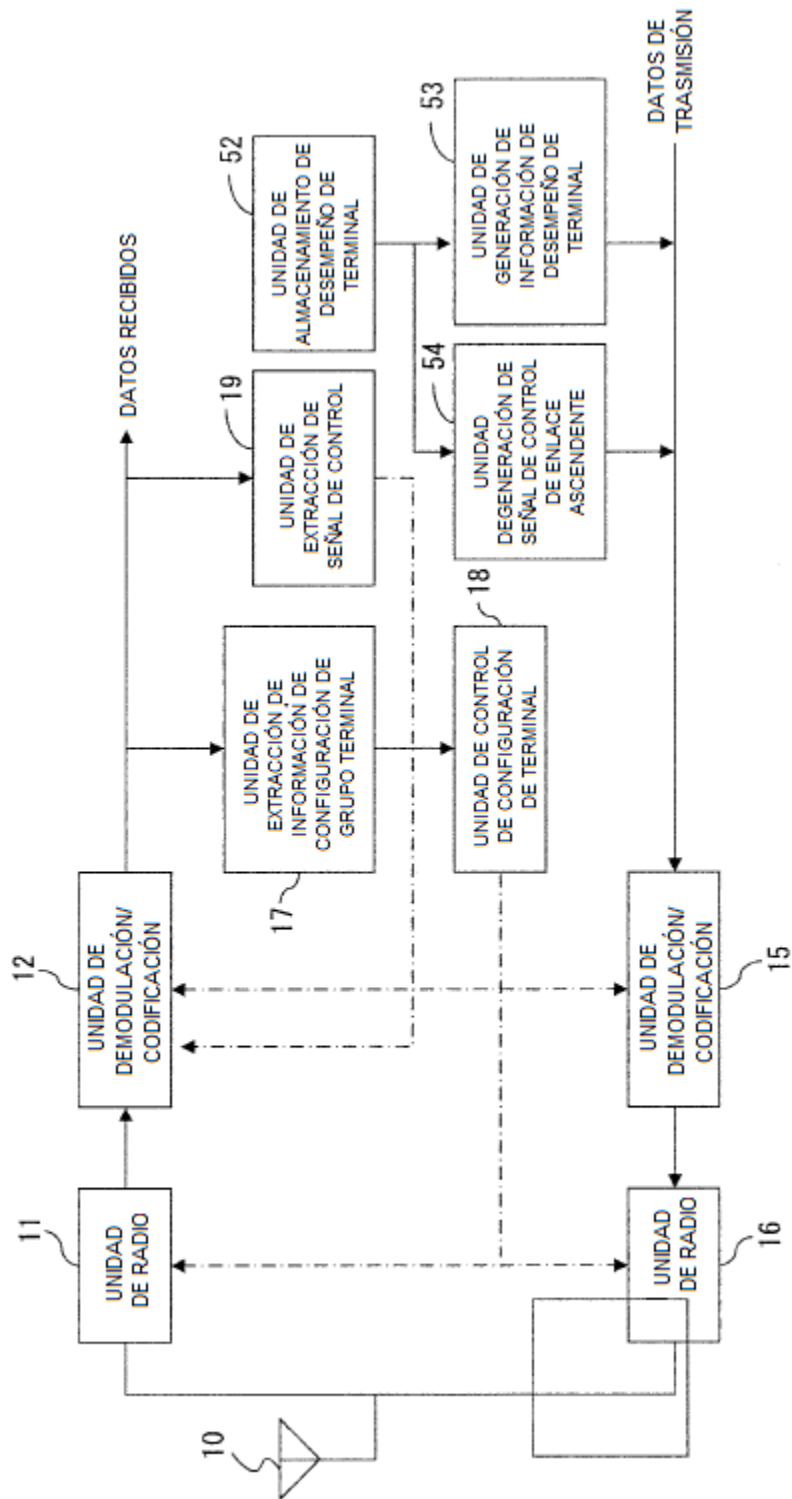 10
11
UNIDAD
DE RADIO
12
UNIDAD DE
DEMODULACIÓN/
CODIFICACIÓN
DATOS RECIBIDOS
17
UNIDAD DE
EXTRACCIÓN DE
INFORMACIÓN DE
CONFIGURACIÓN DE
GRUPO TERMINAL
19
UNIDAD DE
EXTRACCIÓN DE
SEÑAL DE CONTROL
52
UNIDAD DE
ALMACENAMIENTO DE
DESEMPEÑO DE
TERMINAL
18
UNIDAD DE CONTROL
DE CONFIGURACIÓN
DE TERMINAL
54
UNIDAD
DEGENERACIÓN DE
SEÑAL DE CONTROL
DE ENLACE
ASCENDENTE
53
UNIDAD DE
GENERACIÓN DE
INFORMACIÓN DE
DESEMPEÑO DE
TERMINAL
UNIDAD
DE RADIO
16
UNIDAD DE
DEMODULACIÓN/
CODIFICACIÓN
15
DATOS DE
TRASMISIÓN